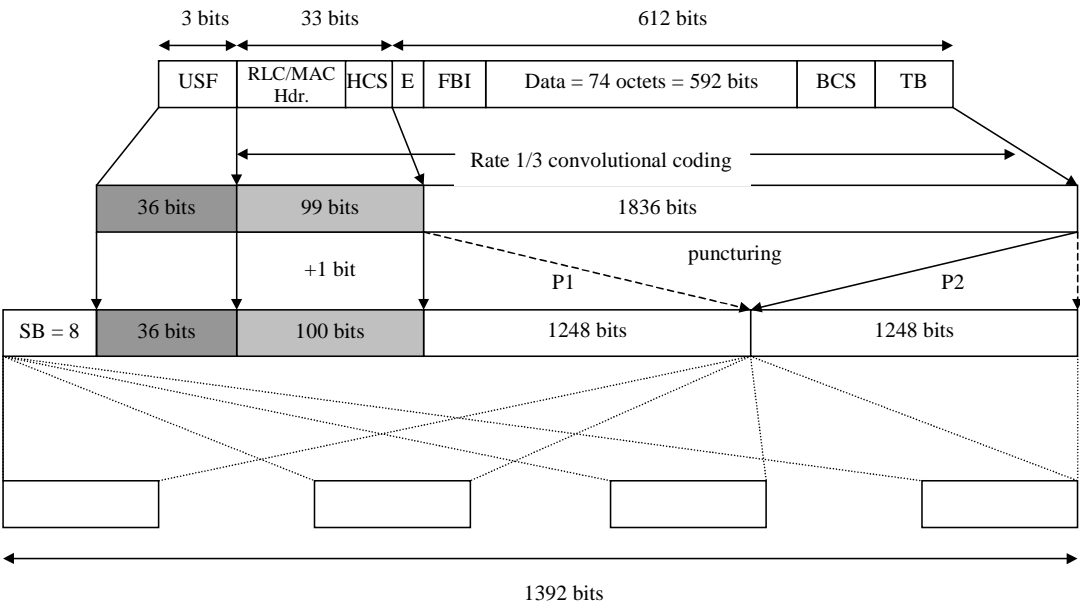 3 bits
33 bits
612 bits
USF
RLC/MAC
Hdr.
HCS
E
FBI
Data = 74 octets = 592 bits
BCS
TB
Rate 1/3 convolutional coding
36 bits
99 bits
1836 bits
puncturing
+1 bit
P1
P2
SB = 8
36 bits
100 bits
1248 bits
1248 bits
1392 bits